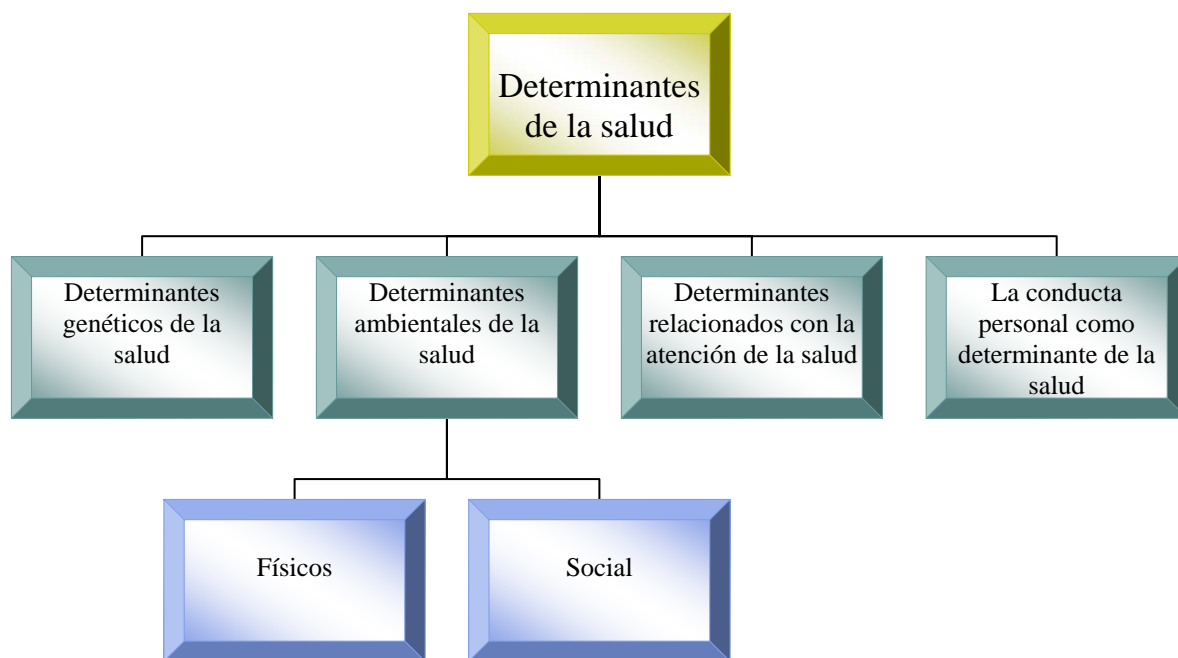 Determinantes
de la salud
Determinantes
genéticos de la
salud
Determinantes
ambientales de la
salud
Determinantes
relacionados con la
atención de la salud
La conducta
personal como
determinante de la
salud
Físicos
Social